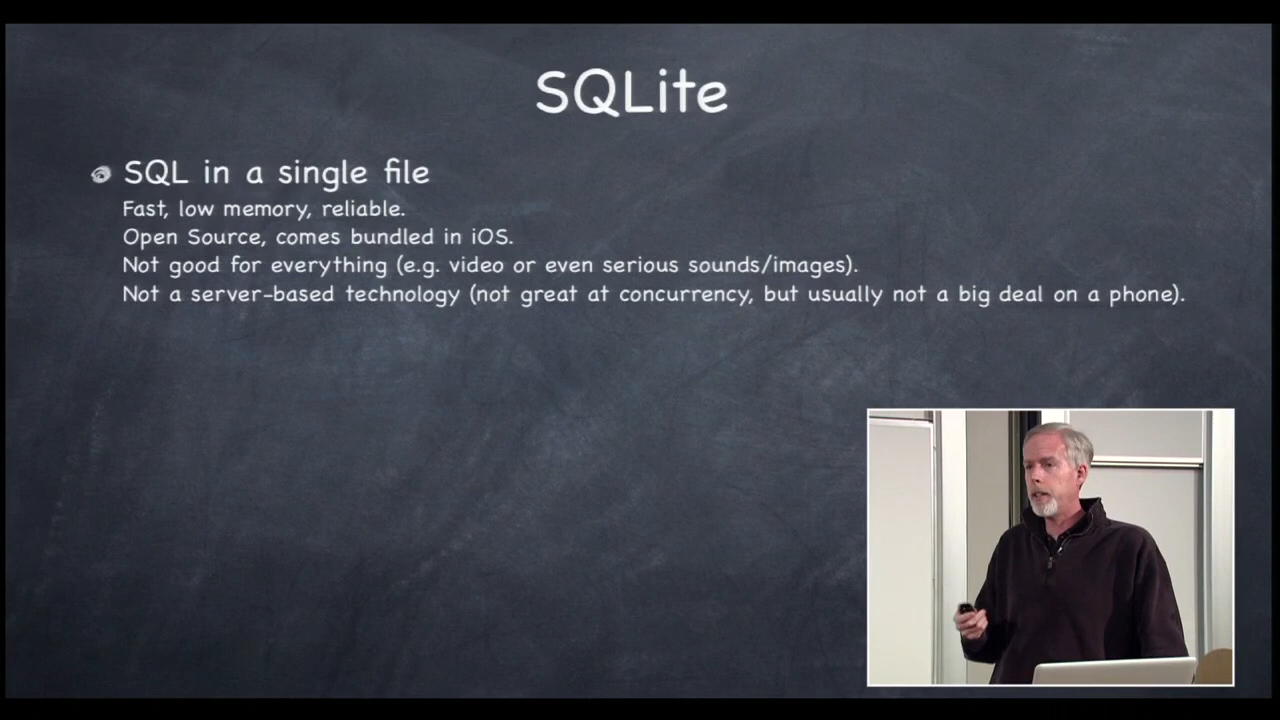 SQLite
SQL in a single file
Fast, low memory, reliable.
Open Source, comes bundled in iOS.
Not good for everything (e.g. video or even serious sounds/images).
Not a server-based technology (not great at concurrency, but usually not a big deal on a phone).